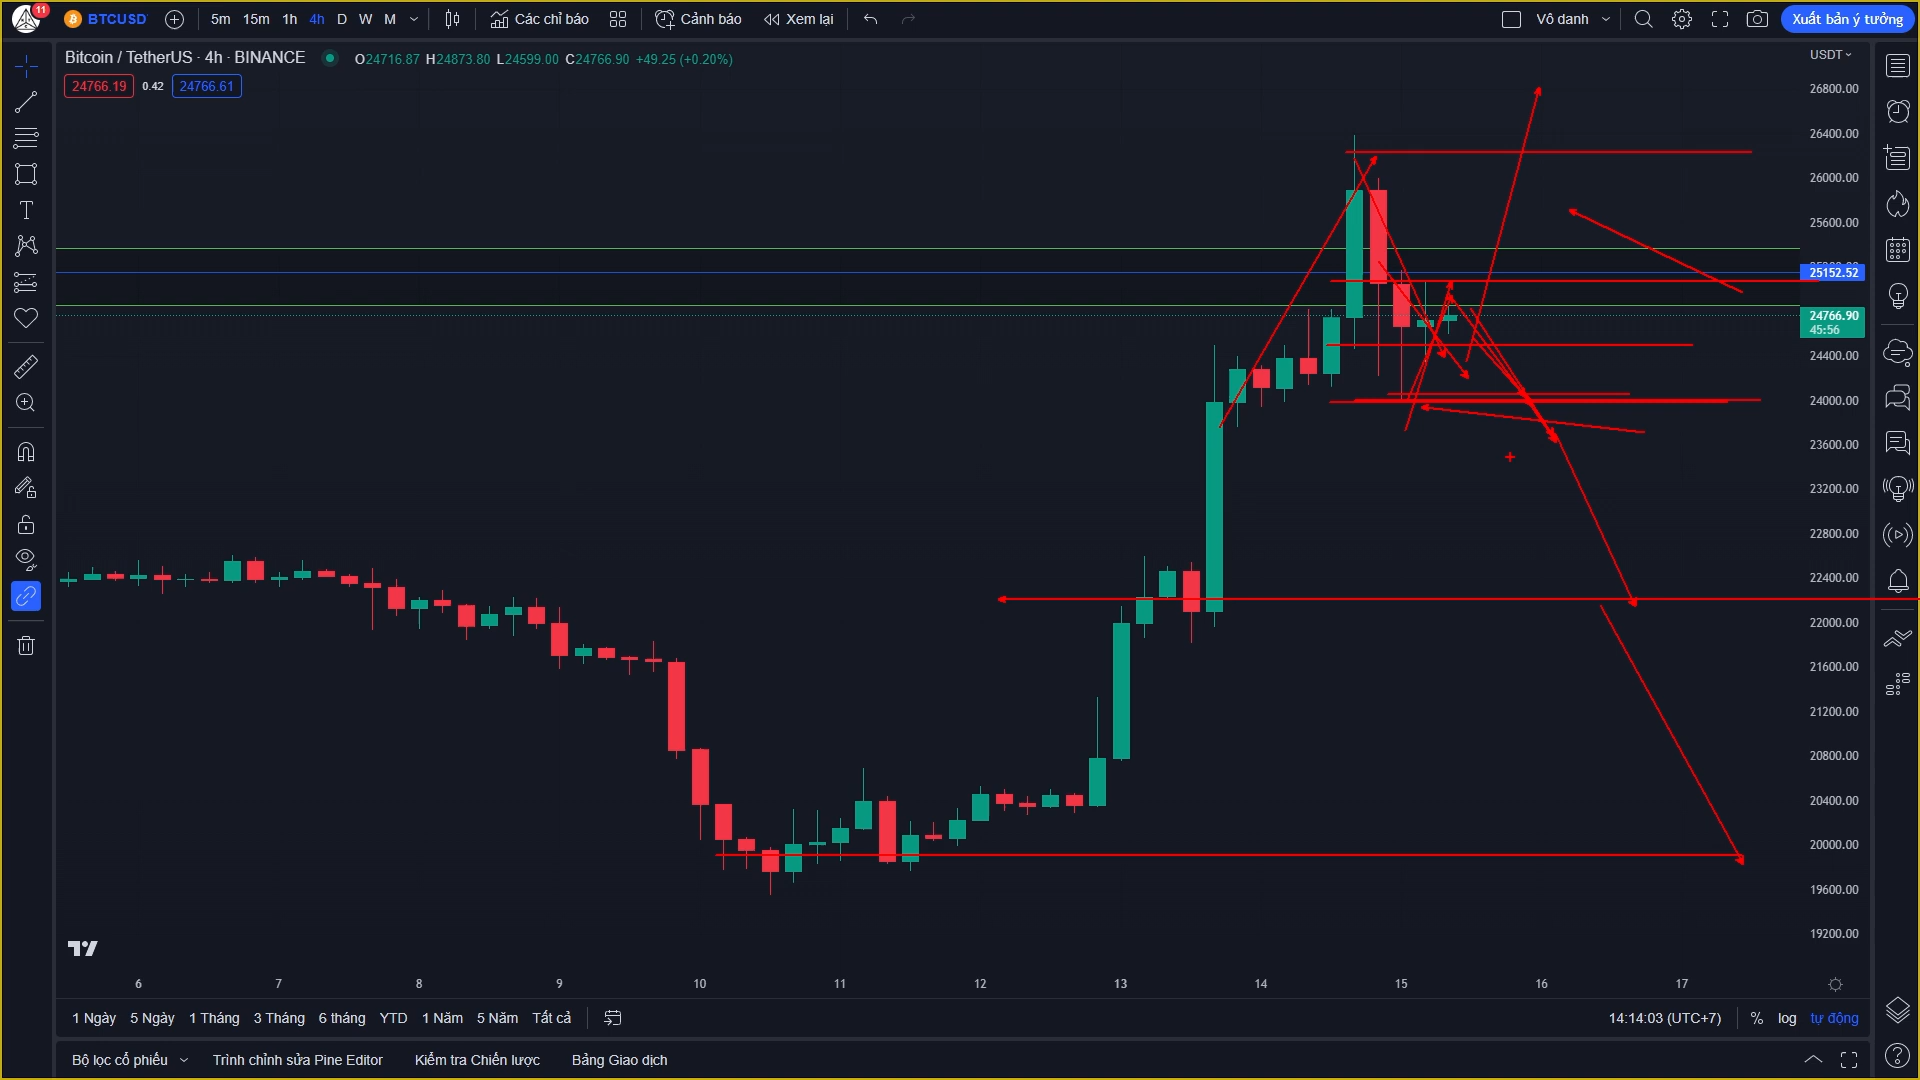 11
BTCUSD
5m 15m 1h 4h D W M
Các chỉ báo
Cảnh báo
Xem lại
Vô danh
Xuất bản ý tưởng
Bitcoin / TetherUS · 4h · BINANCE
O24716.87 H24873.80 L24599.00 C24766.90 +49.25 (+0.20%)
24766.19 0.42 24766.61
USDT
26800.00
26400.00
26000.00
25600.00
25152.52
24766.90
45:56
24400.00
24000.00
23600.00
23200.00
22800.00
22400.00
22000.00
21600.00
21200.00
20800.00
20400.00
20000.00
19600.00
19200.00
6 7 8 9 10 11 12 13 14 15 16 17
1 Ngày 5 Ngày 1 Tháng 3 Tháng 6 tháng YTD 1 Năm 5 Năm Tất cả
14:14:03 (UTC+7) % log tự động
Bộ lọc cổ phiếu Trình chỉnh sửa Pine Editor Kiểm tra Chiến lược Bảng Giao dịch